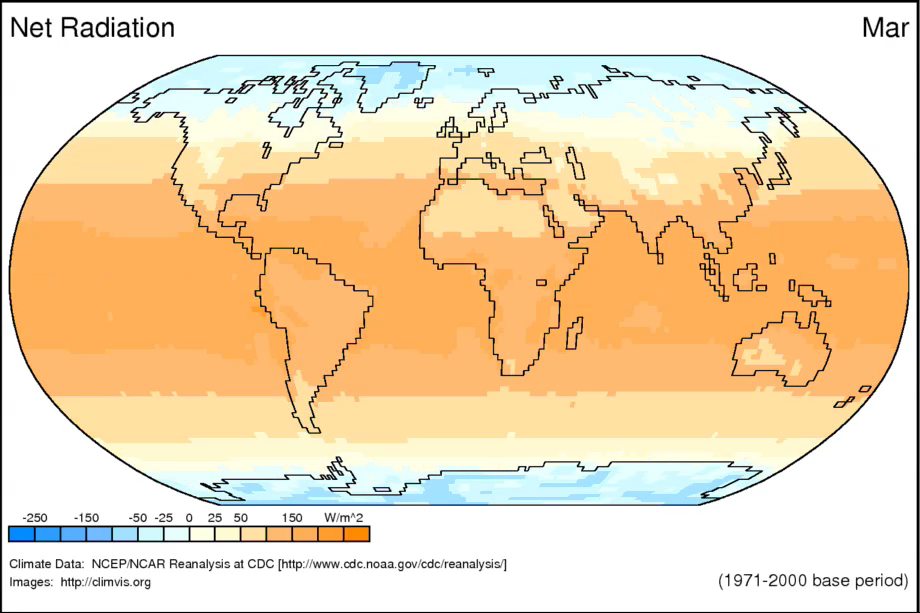 Net Radiation
Mar
-250 -150 -50 -25 0 25 50 150 W/m^2
Climate Data: NCEP/NCAR Reanalysis at CDC [http://www.cdc.noaa.gov/cdc/reanalysis/]
Images: http://climvis.org
(1971-2000 base period)